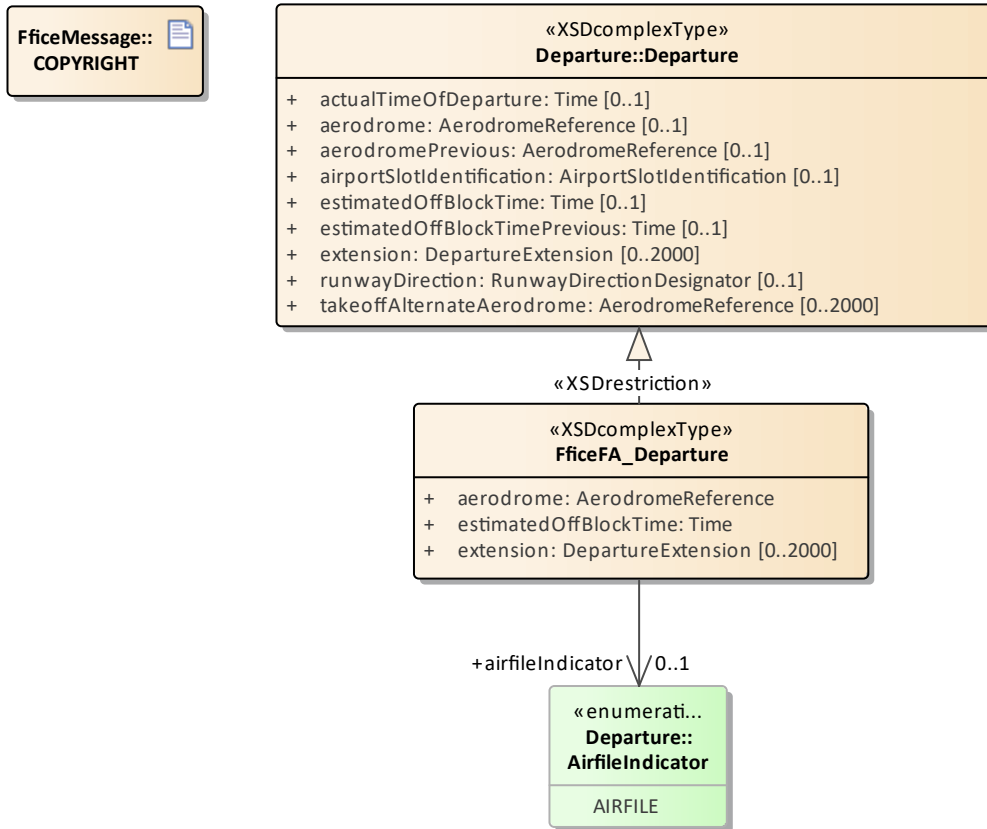 FficeMessage::
COPYRIGHT
«XSDcomplexType»
Departure::Departure
+ actualTimeOfDeparture: Time [0..1]
+ aerodrome: AerodromeReference [0..1]
+ aerodromePrevious: AerodromeReference [0..1]
+ airportSlotIdentification: AirportSlotIdentification [0..1]
+ estimatedOffBlockTime: Time [0..1]
+ estimatedOffBlockTimePrevious: Time [0..1]
+ extension: DepartureExtension [0..2000]
+ runwayDirection: RunwayDirectionDesignator [0..1]
+ takeoffAlternateAerodrome: AerodromeReference [0..2000]
«XSDrestriction»
«XSDcomplexType»
FficeFA_Departure
+ aerodrome: AerodromeReference
+ estimatedOffBlockTime: Time
+ extension: DepartureExtension [0..2000]
+airfileIndicator 0..1
«enumerati...
Departure::
AirfileIndicator
AIRFILE